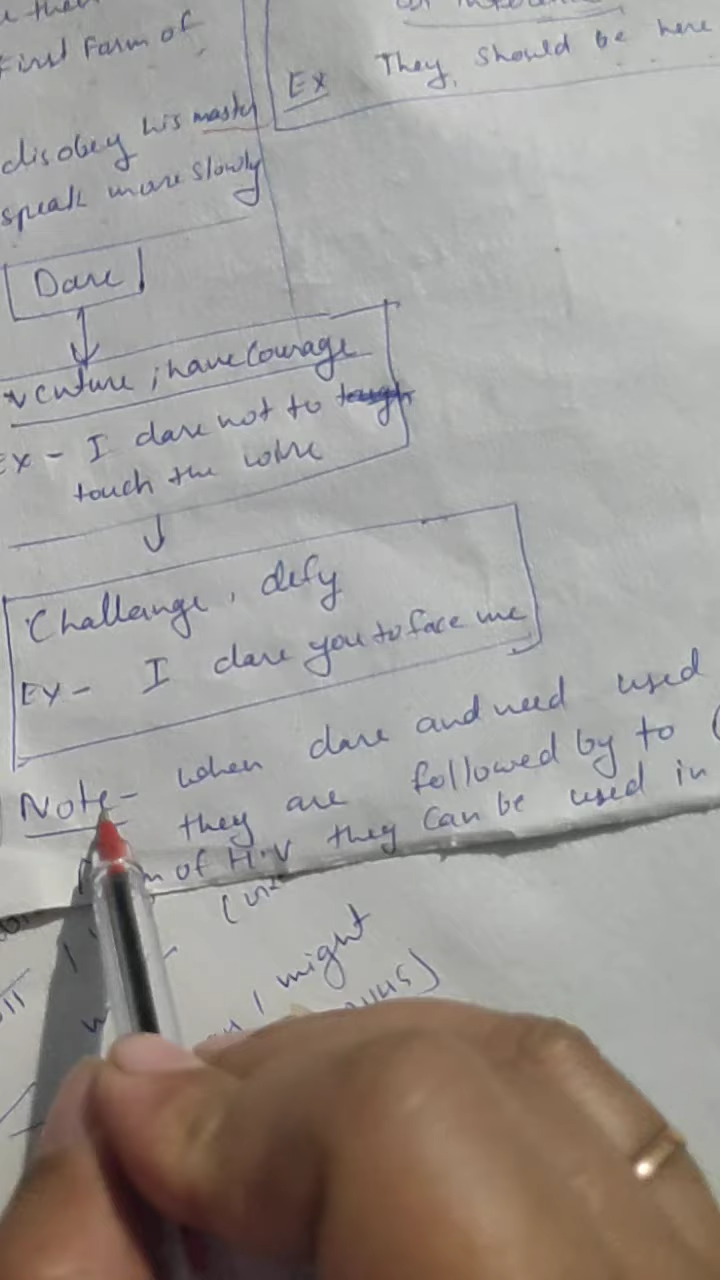 First Form of
disobey his master
speak more slowly
Ex They, should be here
Dare
venture ; have courage
Ex - I dare not to
touch the wire
Challenge, defy
EX - I dare you to face me
Note - when dare and need used
they are followed by to
of H.V they can be used in
might